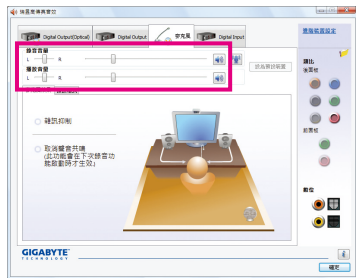 Digital Output(Optical)
Digital Output
麥克風
Digital Input
進階裝置設定
錄音音量
L
R
播放音量
L
R
設為預設裝置
類比
後面板
前面板
雜訊抑制
取消聲音共鳴
(此功能會在下次錄音功
能啟動時才生效)
數位
GIGABYTE
TECHNOLOGY
確定